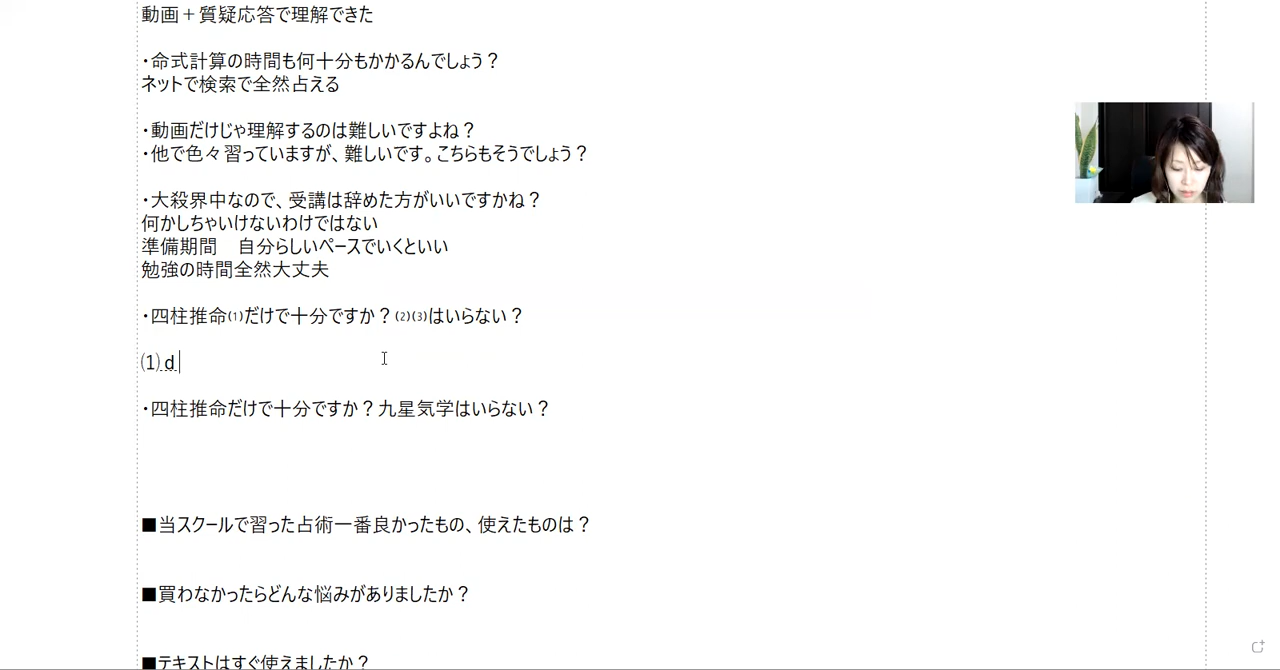 動画＋質疑応答で理解できた
・命式計算の時間も何十分もかかるんでしょう？
ネットで検索で全然占える
・動画だけじゃ理解するのは難しいですよね？
・他で色々習っていますが、難しいです。こちらもそうでしょう？
・大殺界中なので、受講は辞めた方がいいですかね？
何かしちゃいけないわけではない
準備期間　自分らしいペースでいくといい
勉強の時間全然大丈夫
・四柱推命⑴だけで十分ですか？⑵⑶はいらない？
(1) d
・四柱推命だけで十分ですか？九星気学はいらない？
■当スクールで習った占術一番良かったもの、使えたものは？
■買わなかったらどんな悩みがありましたか？
■テキストはすぐ使えましたか？